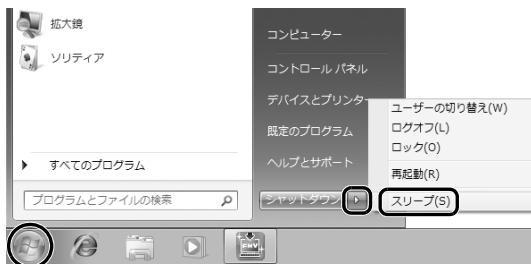 拡大鏡
ソリティア
すべてのプログラム
プログラムとファイルの検索
コンピューター
コントロール パネル
デバイスとプリンター
既定のプログラム
ヘルプとサポート
シャットダウン
ユーザーの切り替え(W)
ログオフ(L)
ロック(O)
再起動(R)
スリープ(S)
FMV